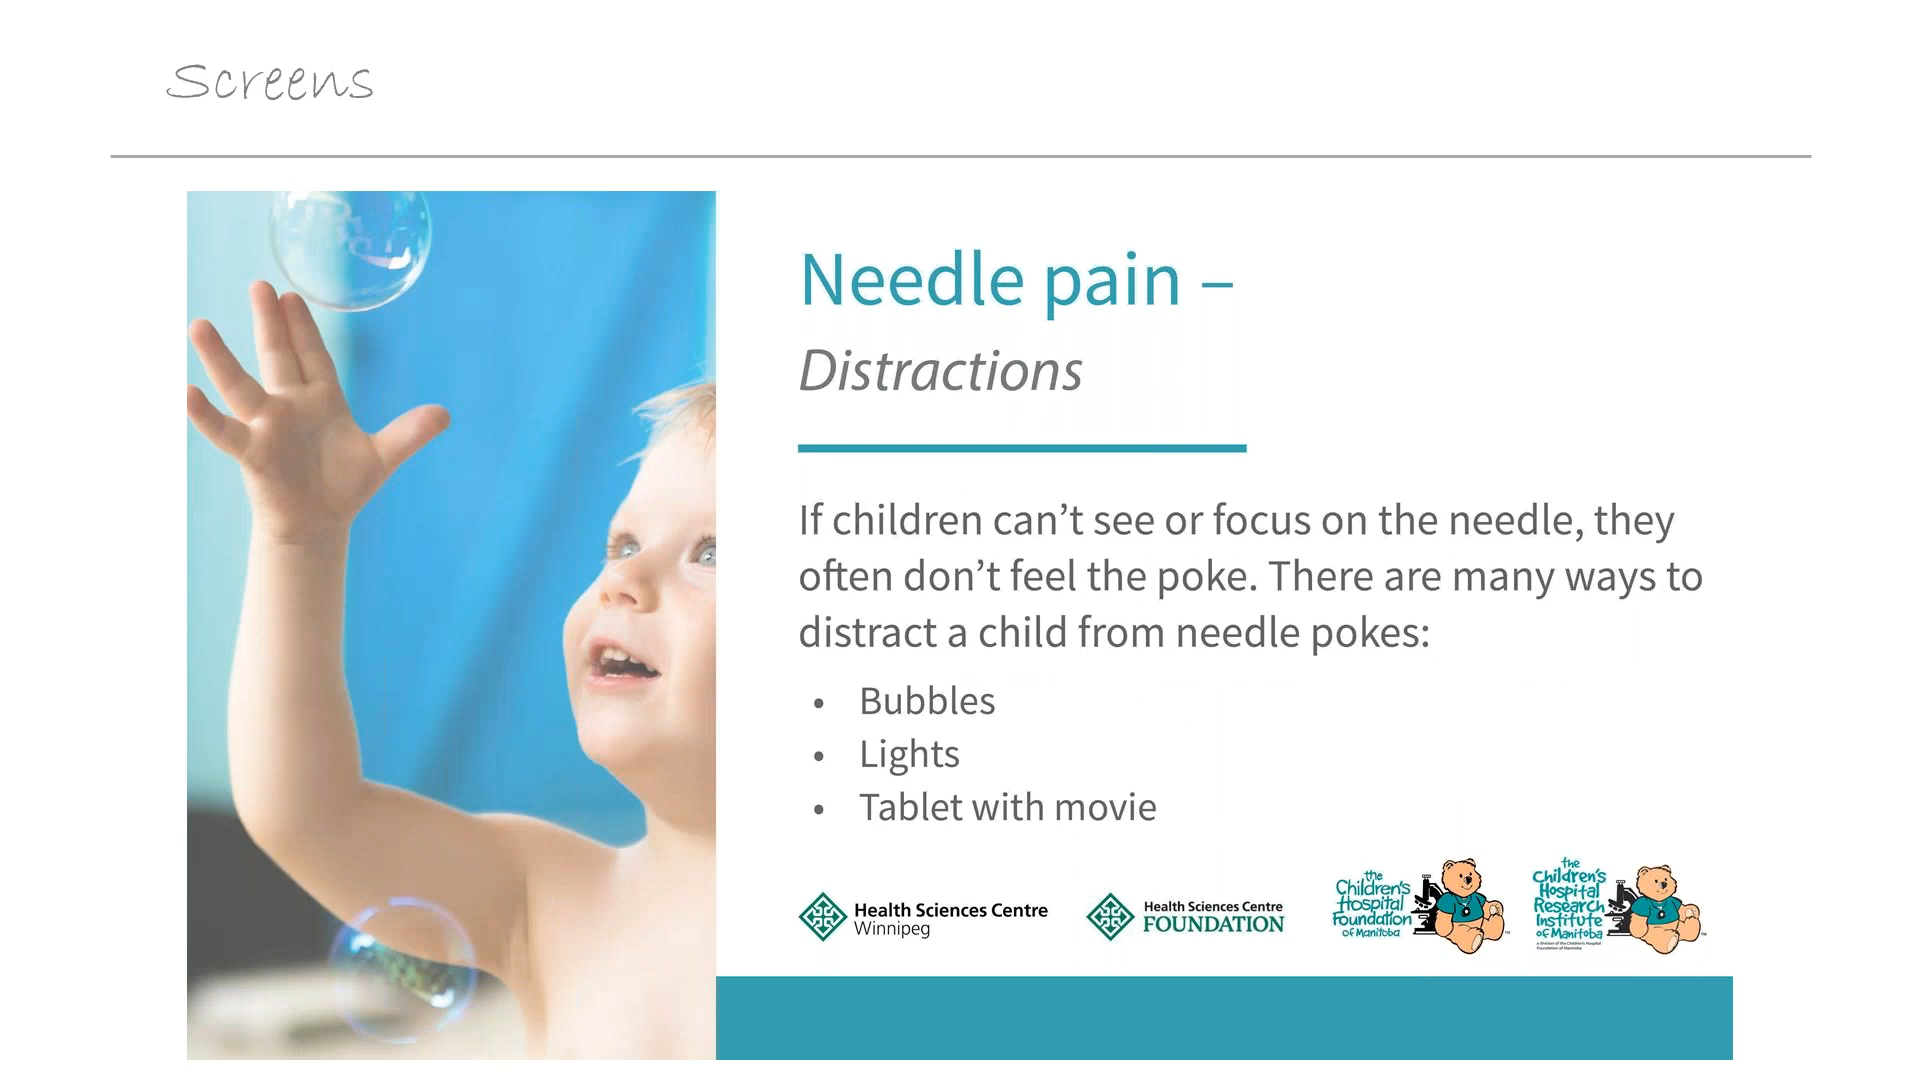 Screens
Needle pain –
Distractions
If children can’t see or focus on the needle, they
often don’t feel the poke. There are many ways to
distract a child from needle pokes:
• Bubbles
• Lights
• Tablet with movie
Health Sciences Centre
Winnipeg
Health Sciences Centre
FOUNDATION
the
Children's
Hospital
Foundation
of Manitoba
™
the
Children's
Hospital
Research
Institute
of Manitoba
a division of the Children's Hospital
Foundation of Manitoba
™